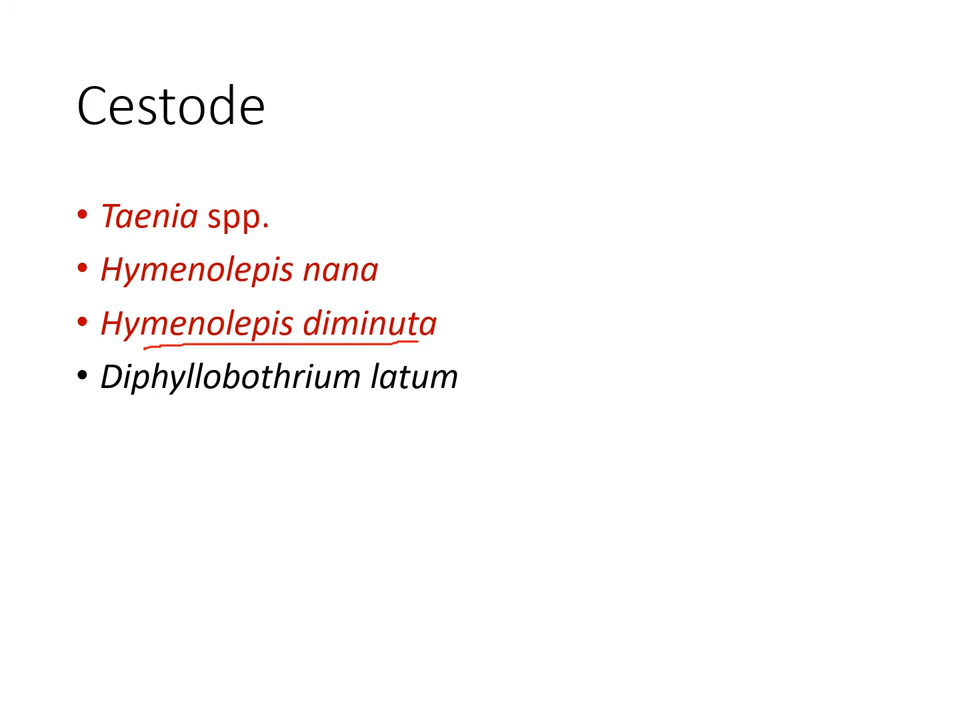 Cestode
• Taenia spp.
• Hymenolepis nana
• Hymenolepis diminuta
• Diphyllobothrium latum